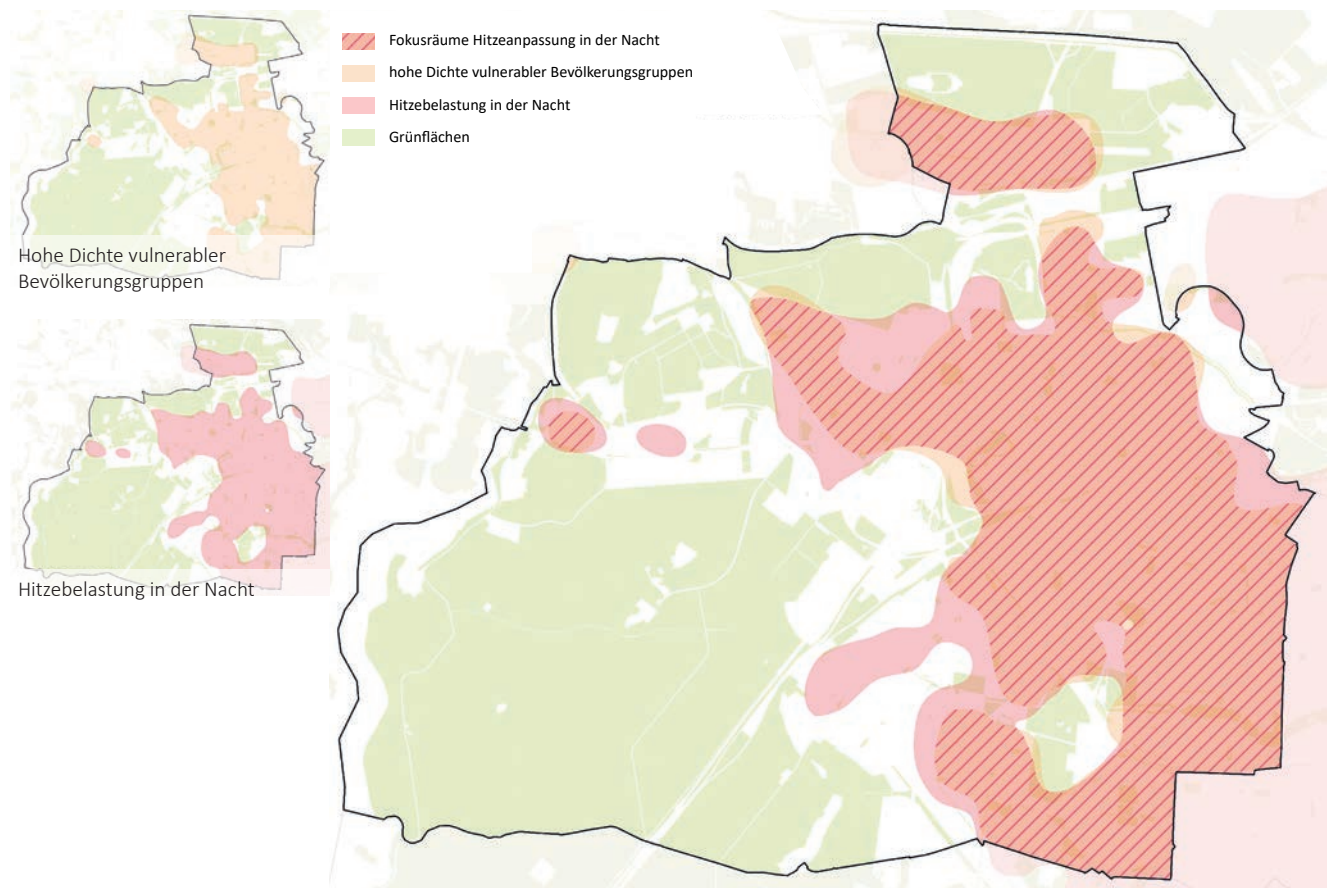 Fokusräume Hitzeanpassung in der Nacht
hohe Dichte vulnerabler Bevölkerungsgruppen
Hitzebelastung in der Nacht
Grünflächen
Hohe Dichte vulnerabler
Bevölkerungsgruppen
Hitzebelastung in der Nacht